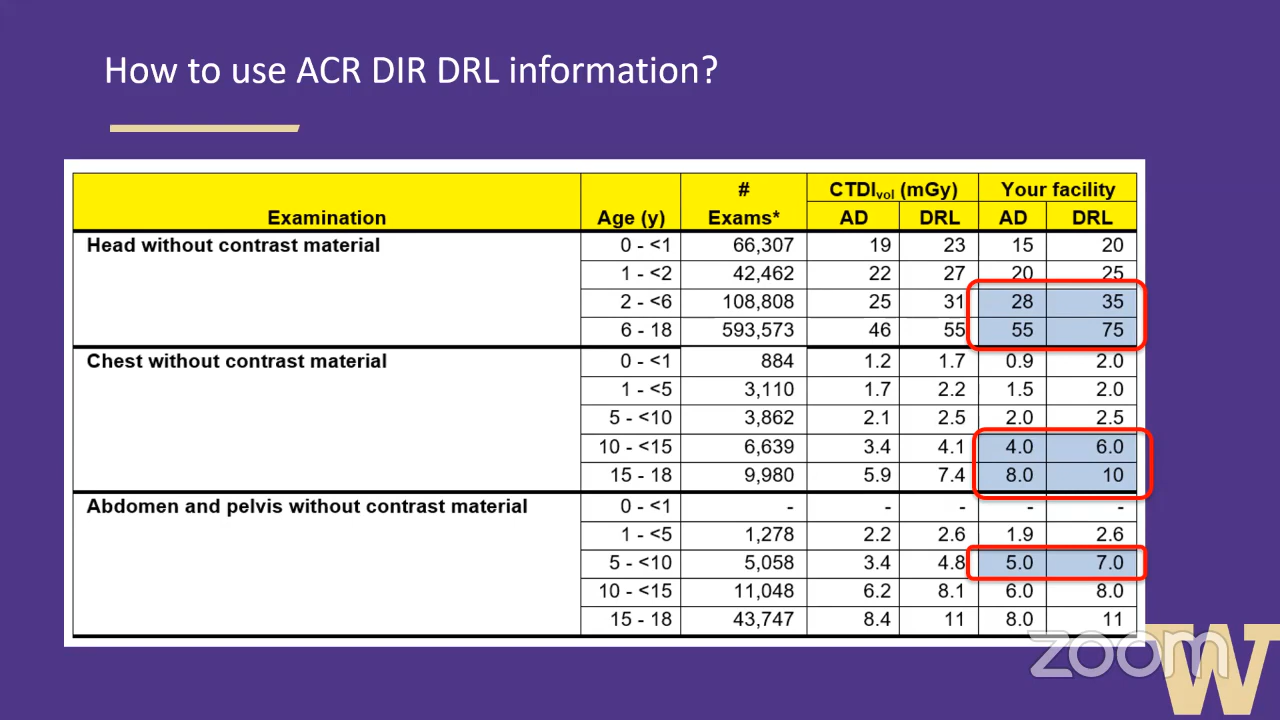 How to use ACR DIR DRL information?
# CTDIvol (mGy) Your facility
Examination Age (y) Exams* AD DRL AD DRL
Head without contrast material 0 - <1 66,307 19 23 15 20
1 - <2 42,462 22 27 20 25
2 - <6 108,808 25 31 28 35
6 - 18 593,573 46 55 55 75
Chest without contrast material 0 - <1 884 1.2 1.7 0.9 2.0
1 - <5 3,110 1.7 2.2 1.5 2.0
5 - <10 3,862 2.1 2.5 2.0 2.5
10 - <15 6,639 3.4 4.1 4.0 6.0
15 - 18 9,980 5.9 7.4 8.0 10
Abdomen and pelvis without contrast material 0 - <1 - - - - -
1 - <5 1,278 2.2 2.6 1.9 2.6
5 - <10 5,058 3.4 4.8 5.0 7.0
10 - <15 11,048 6.2 8.1 6.0 8.0
15 - 18 43,747 8.4 11 8.0 11
zoom
W